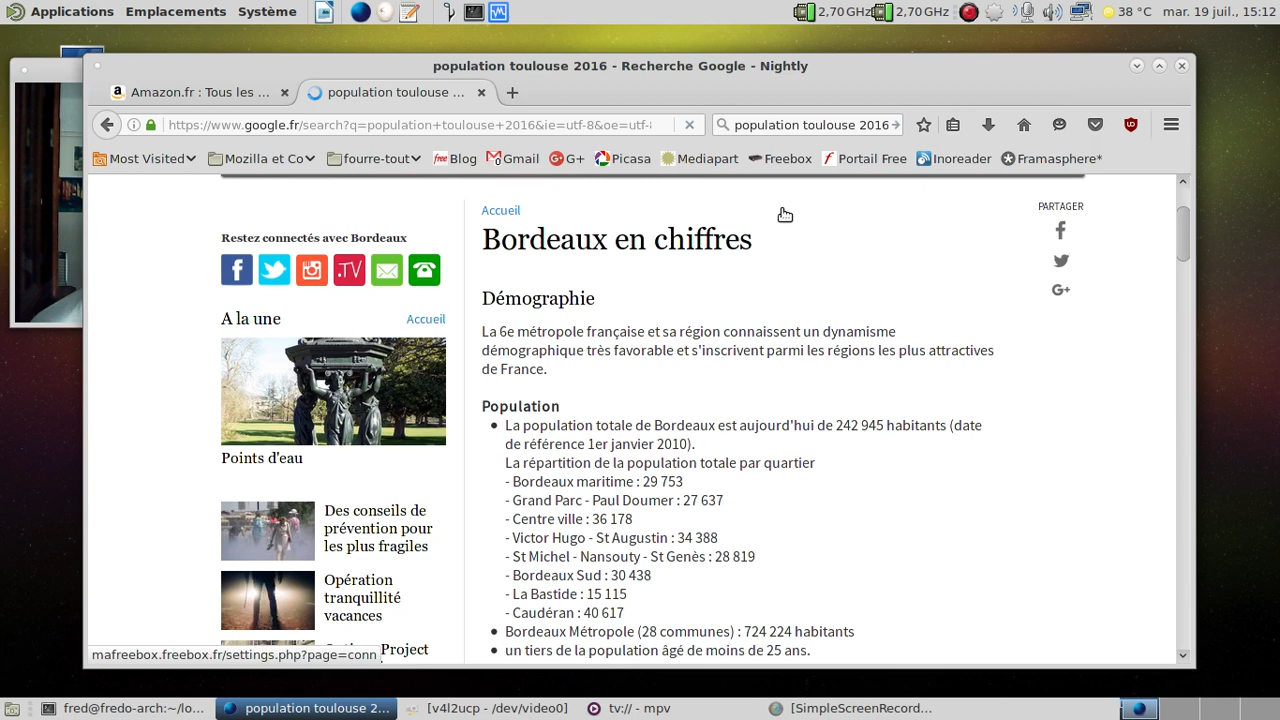 Applications Emplacements Système 2,70 GHz 2,70 GHz 38 °C mar. 19 juil., 15:12
population toulouse 2016 - Recherche Google - Nightly
Amazon.fr : Tous les ... population toulouse ...
https://www.google.fr/search?q=population+toulouse+2016&ie=utf-8&oe=utf-8 population toulouse 2016
Most Visited Mozilla et Co fourre-tout free Blog Gmail G+ Picasa Mediapart Freebox Portail Free Inoreader Framasphere*
Accueil
PARTAGER
Bordeaux en chiffres
Restez connectés avec Bordeaux
.TV
A la une Accueil
Points d'eau
Des conseils de
prévention pour
les plus fragiles
Opération
tranquillité
vacances
Project
Démographie
La 6e métropole française et sa région connaissent un dynamisme
démographique très favorable et s'inscrivent parmi les régions les plus attractives
de France.
Population
La population totale de Bordeaux est aujourd'hui de 242 945 habitants (date
de référence 1er janvier 2010).
La répartition de la population totale par quartier
- Bordeaux maritime : 29 753
- Grand Parc - Paul Doumer : 27 637
- Centre ville : 36 178
- Victor Hugo - St Augustin : 34 388
- St Michel - Nansouty - St Genès : 28 819
- Bordeaux Sud : 30 438
- La Bastide : 15 115
- Caudéran : 40 617
Bordeaux Métropole (28 communes) : 724 224 habitants
un tiers de la population âgé de moins de 25 ans.
mafreebox.freebox.fr/settings.php?page=conn
fred@fredo-arch:~/lo... population toulouse 2... [v4l2ucp - /dev/video0] tv:// - mpv [SimpleScreenRecord...